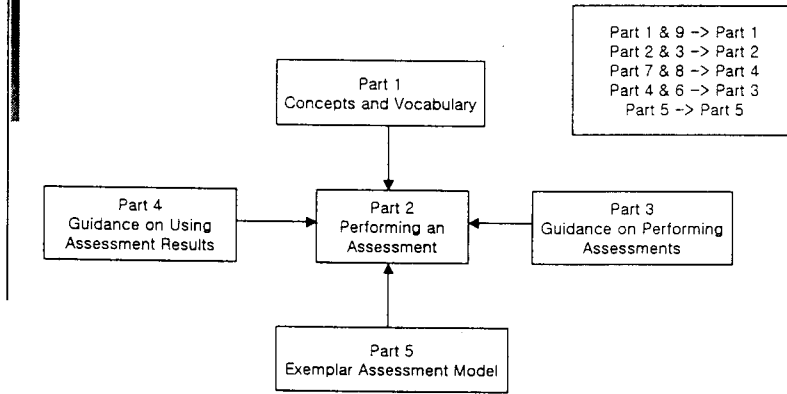 Part 1 & 9 -> Part 1
Part 2 & 3 -> Part 2
Part 7 & 8 -> Part 4
Part 4 & 6 -> Part 3
Part 5 -> Part 5
Part 1
Concepts and Vocabulary
Part 4
Guidance on Using
Assessment Results
Part 2
Performing an
Assessment
Part 3
Guidance on Performing
Assessments
Part 5
Exemplar Assessment Model